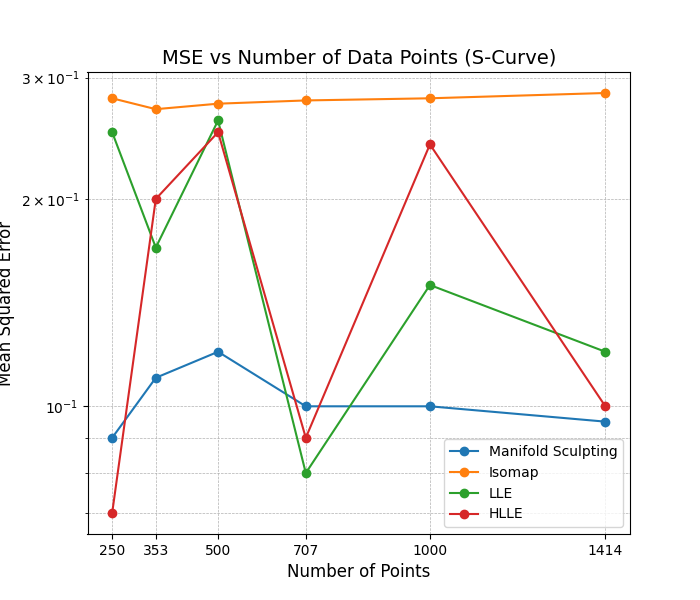 MSE vs Number of Data Points (S-Curve)
Mean Squared Error
3 × 10⁻¹
2 × 10⁻¹
10⁻¹
250 353 500 707 1000 1414
Number of Points
Manifold Sculpting
Isomap
LLE
HLLE